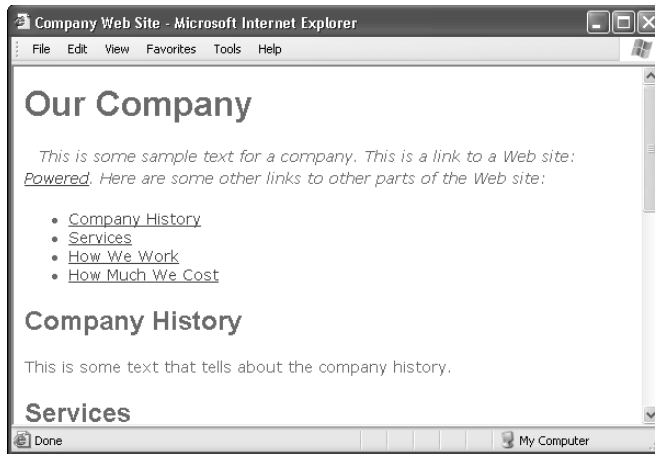 Company Web Site - Microsoft Internet Explorer
File Edit View Favorites Tools Help
Our Company
This is some sample text for a company. This is a link to a Web site:
Powered. Here are some other links to other parts of the Web site:
Company History
Services
How We Work
How Much We Cost
Company History
This is some text that tells about the company history.
Services
Done My Computer